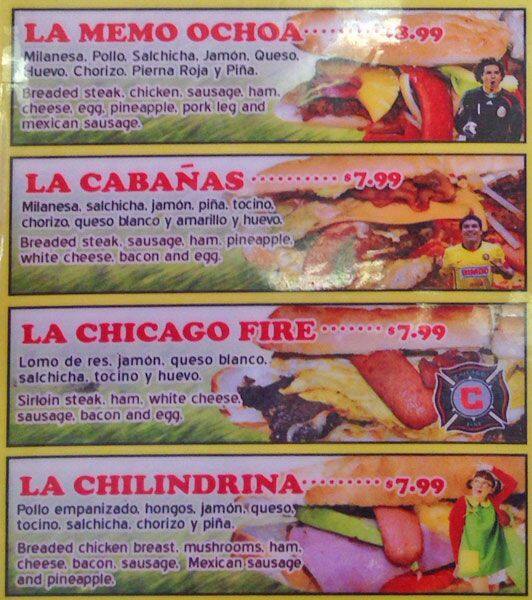 LA MEMO OCHOA ............ 8.99
Milanesa, Pollo, Salchicha, Jamón, Queso,
Huevo, Chorizo, Pierna Roja y Piña.
Breaded steak, chicken, sausage, ham,
cheese, egg, pineapple, pork leg and
mexican sausage.
LA CABAÑAS .......... $7.99
Milanesa, salchicha, jamón, piña, tocino,
chorizo, queso blanco y amarillo y huevo.
Breaded steak, sausage, ham, pineapple,
white cheese, bacon and egg.
BIMBO
LA CHICAGO FIRE ........ $7.99
Lomo de res, jamón, queso blanco,
salchicha, tocino y huevo.
Sirloin steak, ham, white cheese,
sausage, bacon and egg.
C
LA CHILINDRINA .......... $7.99
Pollo empanizado, hongos, jamón, queso,
tocino, salchicha, chorizo y piña.
Breaded chicken breast, mushrooms, ham,
cheese, bacon, sausage, Mexican sausage
and pineapple.